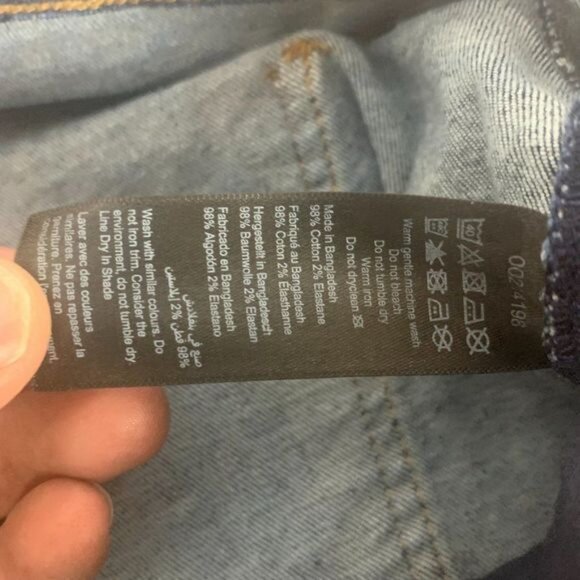 0024198
40
Warm gentle machine wash
Do not bleach
Do not tumble dry
Warm iron
Do not dryclean
Made in Bangladesh
98% Cotton 2% Elastane
Fabriqué au Bangladesh
98% Coton 2% Élasthanne
Hergestellt in Bangladesch
98% Baumwolle 2% Elastan
Fabricado en Bangladesh
98% Algodón 2% Elastano
صنع في بنغلاديش
98% قطن 2% إيلاستين
Wash with similar colours. Do
not iron trim. Consider the
environment, do not tumble dry
Line Dry In Shade
Laver avec des couleurs
similaires. Ne pas repasser la
Prenez en